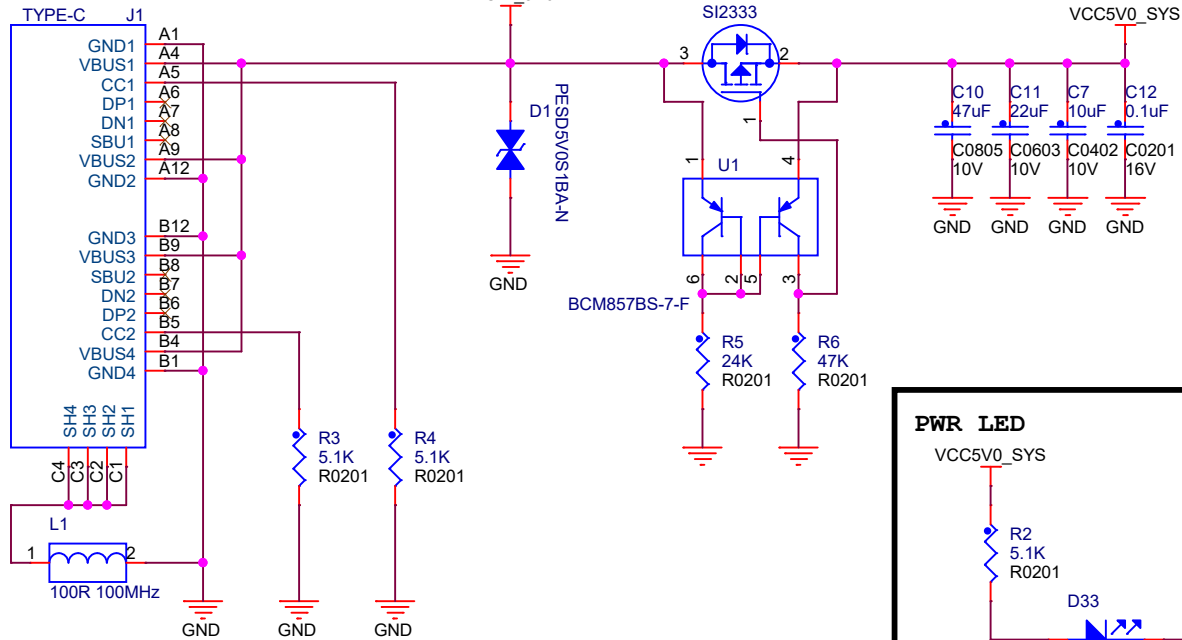 TYPE-C J1
GND1 A1
VBUS1 A4
CC1 A5
DP1 A6
DN1 A7
SBU1 A8
VBUS2 A9
GND2 A12
GND3 B12
VBUS3 B9
SBU2 B8
DN2 B7
DP2 B6
CC2 B5
VBUS4 B4
GND4 B1
SH4
SH3
SH2
SH1
C4
C3
C2
C1
L1
1 2
100R 100MHz
GND
R3
5.1K
R0201
GND
R4
5.1K
R0201
GND
D1
PESD5V0S1BA-N
GND
SI2333
3 2
1
1 4
U1
6 2 5 3
BCM857BS-7-F
R5
24K
R0201
R6
47K
R0201
VCC5V0_SYS
C10
47uF
C0805
10V
GND
C11
22uF
C0603
10V
GND
C7
10uF
C0402
10V
GND
C12
0.1uF
C0201
16V
GND
PWR LED
VCC5V0_SYS
R2
5.1K
R0201
D33